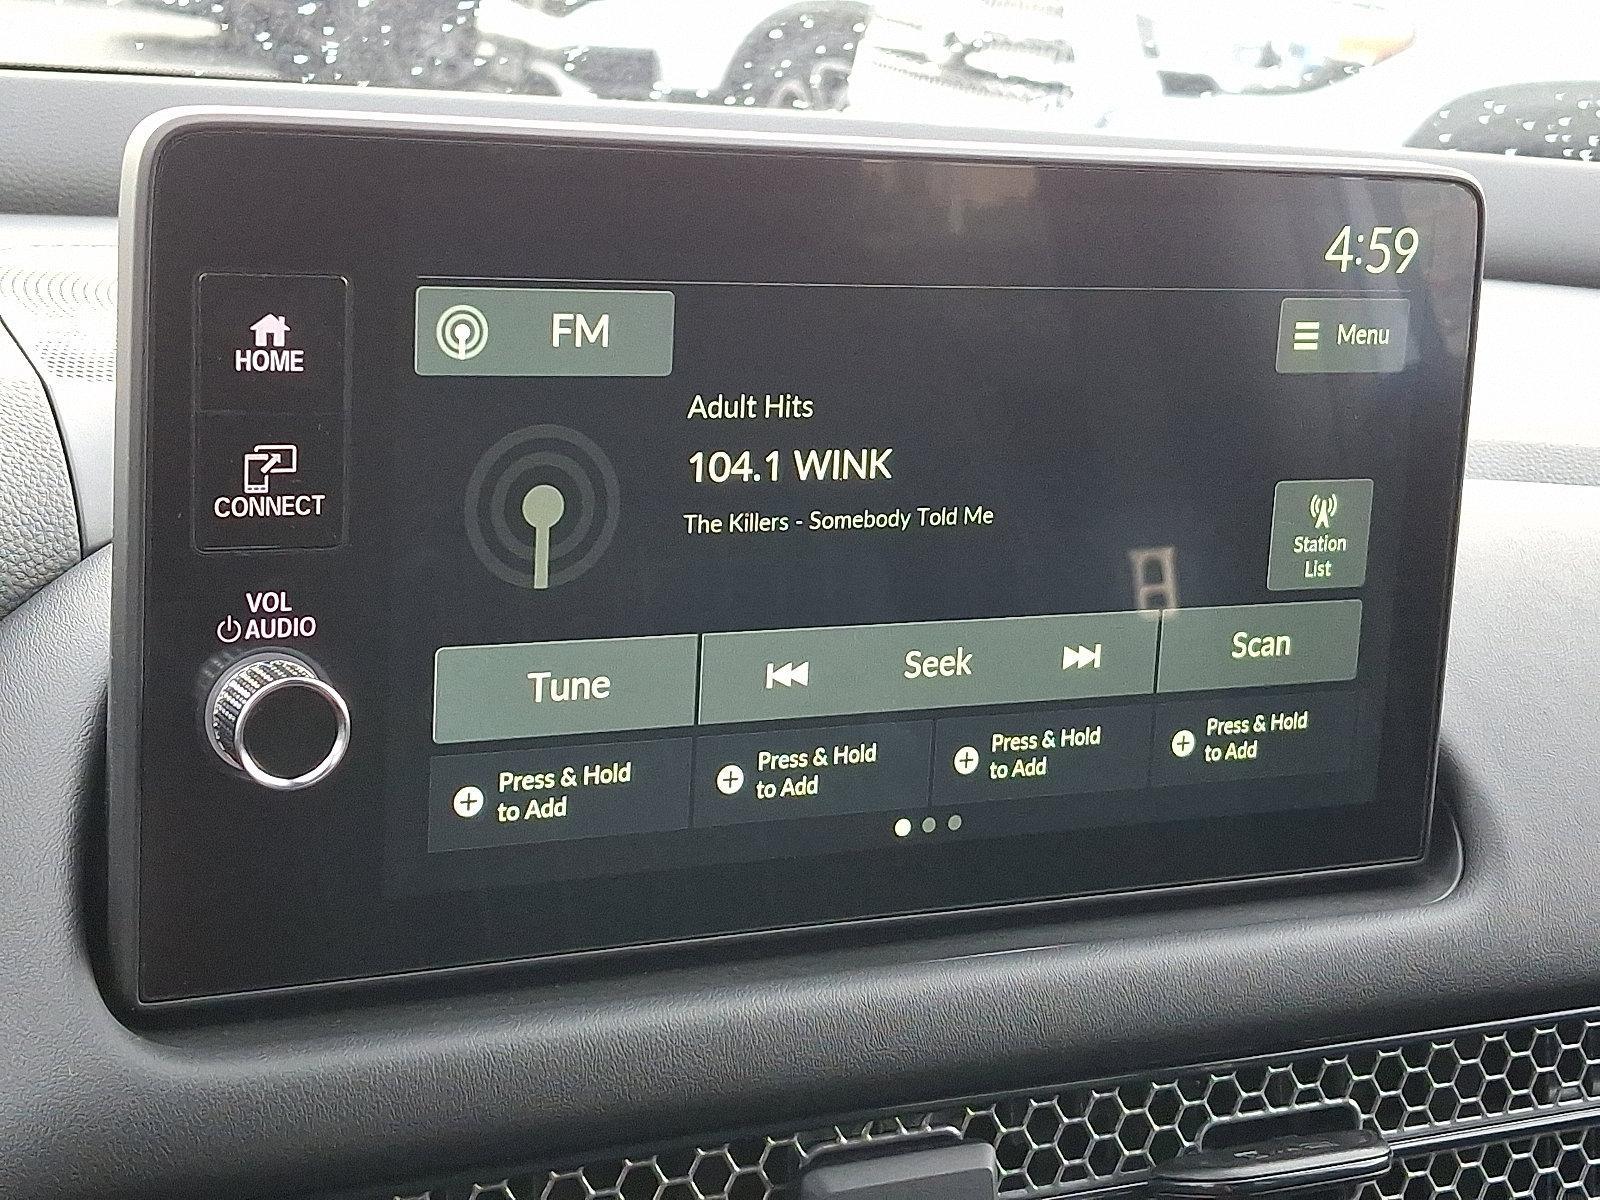 4:59
HOME
FM
Menu
Adult Hits
104.1 WINK
CONNECT
The Killers - Somebody Told Me
Station
List
VOL
AUDIO
Tune
Seek
Scan
Press & Hold
to Add
Press & Hold
to Add
Press & Hold
to Add
Press & Hold
to Add